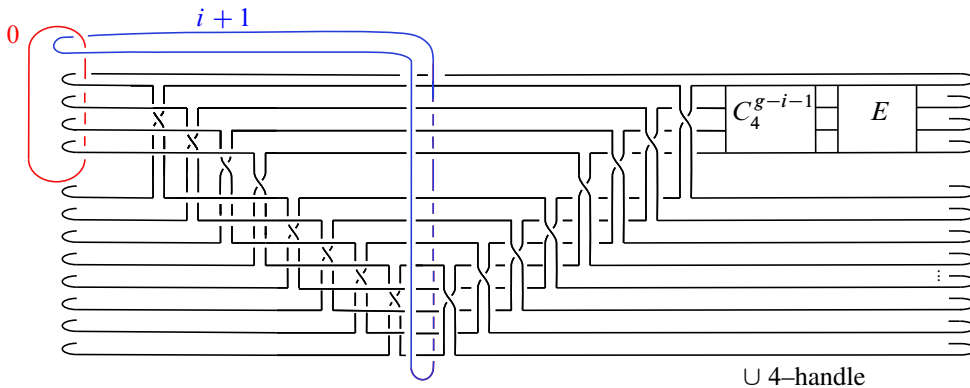 i + 1
0
C_4^{g-i-1} E
⋮
∪ 4–handle